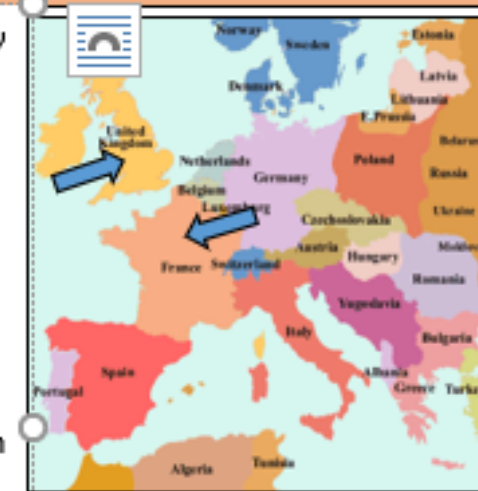 Norway
Sweden
Estonia
Latvia
Denmark
Lithuania
E.Prussia
United
Kingdom
Netherlands
Belarus
Poland
Belgium
Germany
Russia
Luxemburg
Ukraine
Czechoslovakia
Austria
Hungary
France
Switzerland
Romania
Yugoslavia
Italy
Bulgaria
Spain
Albania
Portugal
Greece
Algeria
Tunisia